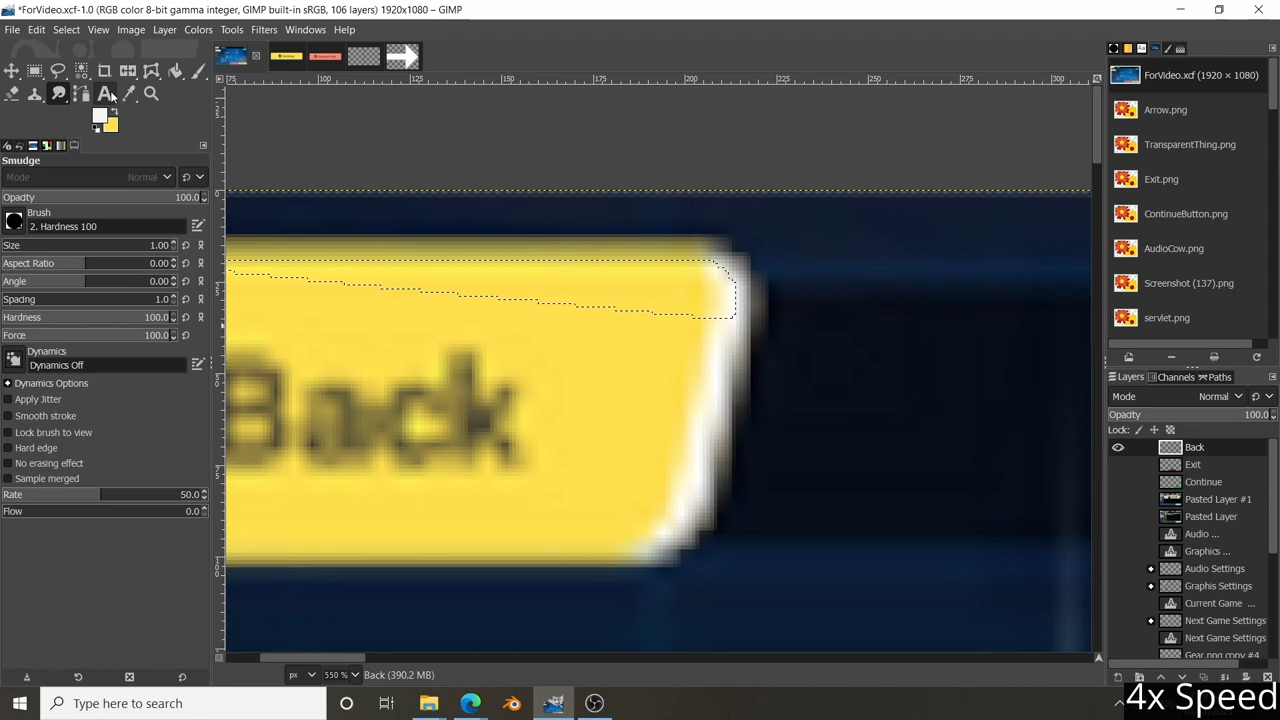 *ForVideo.xcf-1.0 (RGB color 8-bit gamma integer, GIMP built-in sRGB, 106 layers) 1920x1080 – GIMP
File Edit Select View Image Layer Colors Tools Filters Windows Help
75 100 125 150 175 200 225 250 275 300
Smudge
Mode Normal
Opacity 100.0
Brush
2. Hardness 100
Size 1.00
Aspect Ratio 0.00
Angle 0.00
Spacing 1.0
Hardness 100.0
Force 100.0
Dynamics
Dynamics Off
Dynamics Options
Apply Jitter
Smooth stroke
Lock brush to view
Hard edge
No erasing effect
Sample merged
Rate 50.0
Flow 0.0
Back
px 550 % Back (390.2 MB)
ForVideo.xcf (1920 × 1080)
Arrow.png
TransparentThing.png
Exit.png
ContinueButton.png
AudioCow.png
Screenshot (137).png
servlet.png
Layers Channels Paths
Mode Normal
Opacity 100.0
Lock:
Back
Exit
Continue
Pasted Layer #1
Pasted Layer
Audio ...
Graphics ...
Audio Settings
Graphis Settings
Current Game ...
Next Game Settings
Next Game Settings
Gear.png copy #4
Type here to search
4x Speed